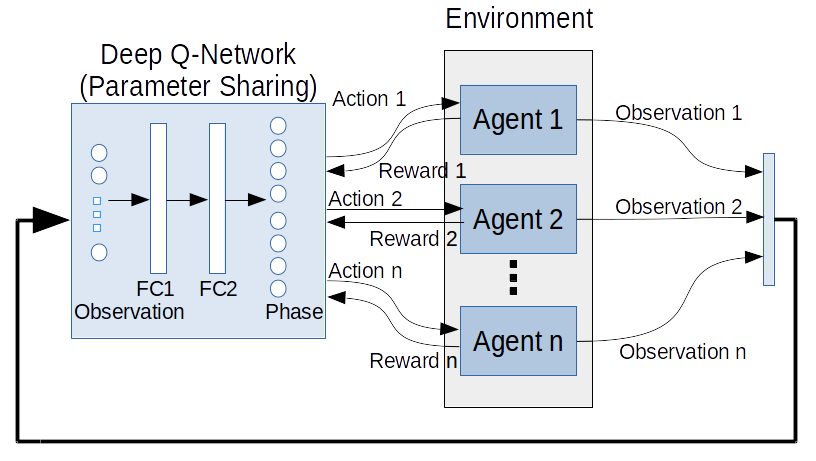 Environment
Deep Q-Network
(Parameter Sharing)
Action 1
Agent 1
Observation 1
Reward 1
Action 2
Agent 2
Observation 2
Reward 2
Action n
FC1
FC2
Observation
Phase
Agent n
Reward n
Observation n